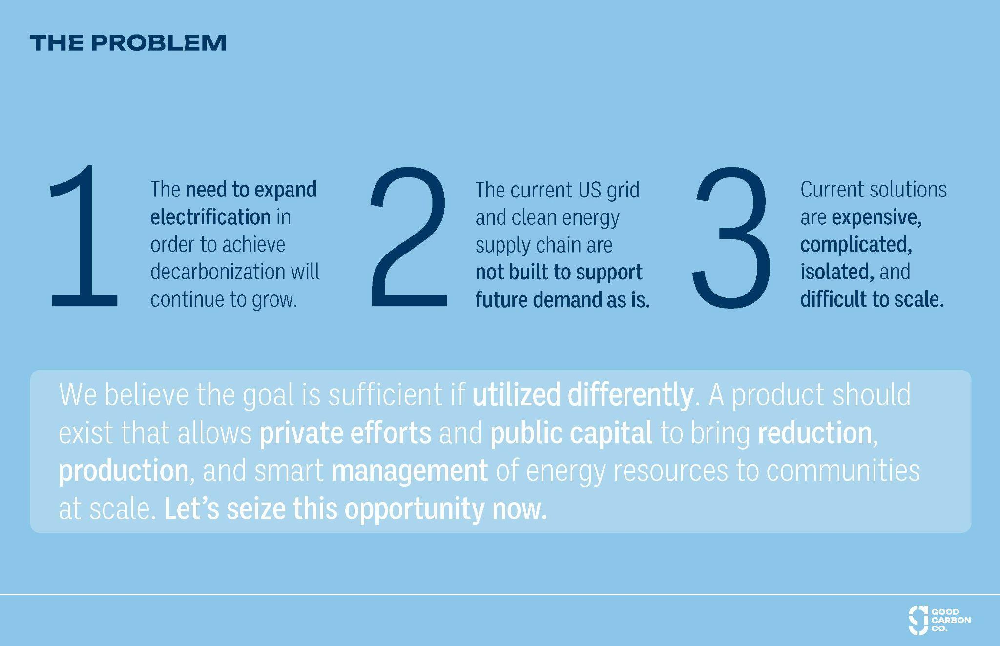 THE PROBLEM
1
The need to expand
electrification in
order to achieve
decarbonization will
continue to grow.
2
The current US grid
and clean energy
supply chain are
not built to support
future demand as is.
3
Current solutions
are expensive,
complicated,
isolated, and
difficult to scale.
We believe the goal is sufficient if utilized differently. A product should
exist that allows private efforts and public capital to bring reduction,
production, and smart management of energy resources to communities
at scale. Let’s seize this opportunity now.
g
GOOD
CARBON
CO.